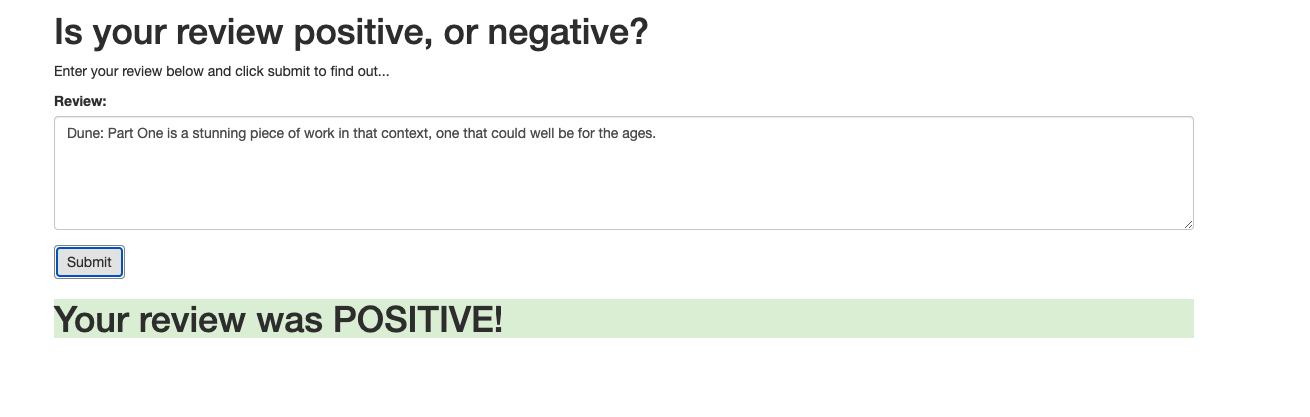 Is your review positive, or negative?
Enter your review below and click submit to find out...
Review:
Dune: Part One is a stunning piece of work in that context, one that could well be for the ages.
Submit
Your review was POSITIVE!